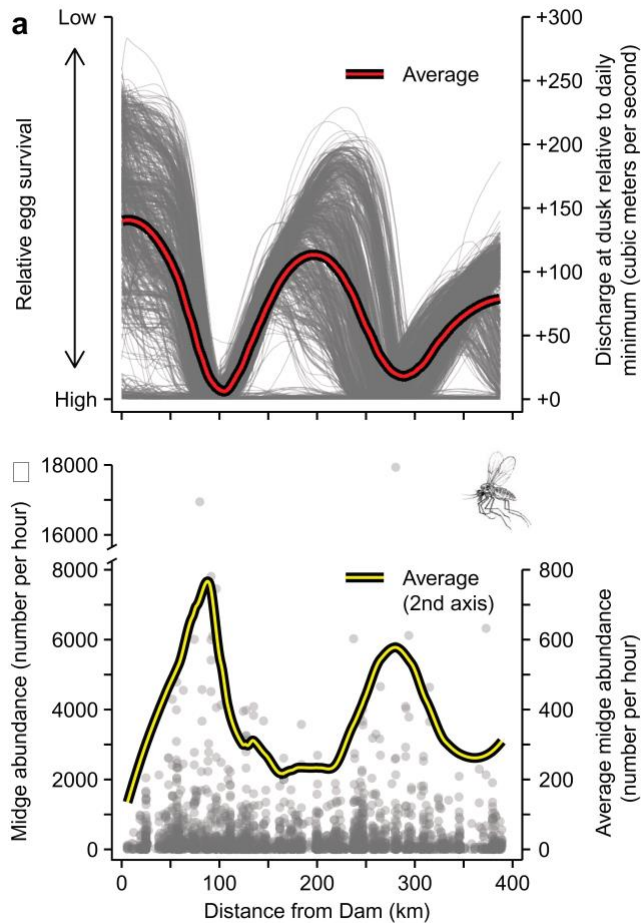 a
Low
Relative egg survival
High
Average
+300
+250
+200
+150
+100
+50
+0
Discharge at dusk relative to daily
minimum (cubic meters per second)
18000
16000
8000
6000
4000
2000
0
Midge abundance (number per hour)
Average
(2nd axis)
800
600
400
200
0
Average midge abundance
(number per hour)
0
100
200
300
400
Distance from Dam (km)